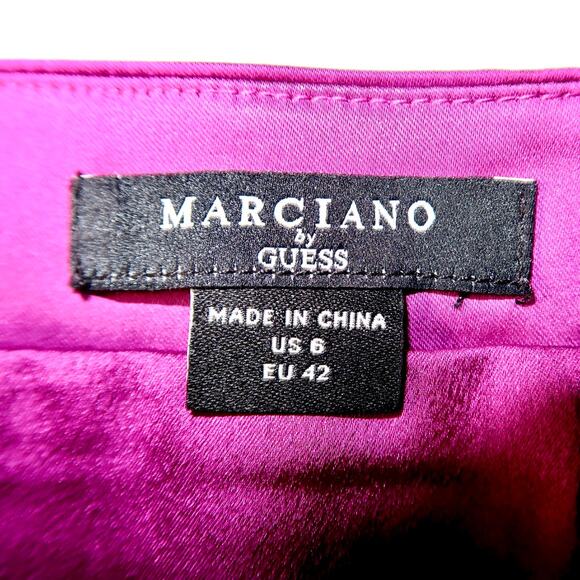 MARCIANO
by
GUESS
MADE IN CHINA
US 6
EU 42